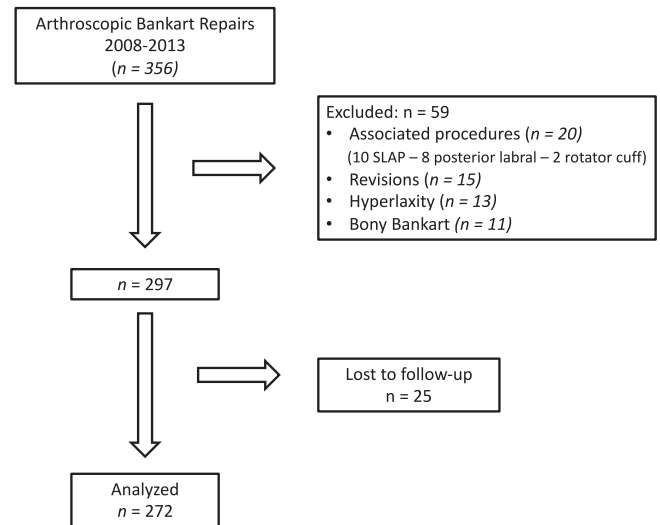 Arthroscopic Bankart Repairs
2008-2013
(n = 356)
Excluded: n = 59
• Associated procedures (n = 20)
(10 SLAP – 8 posterior labral – 2 rotator cuff)
• Revisions (n = 15)
• Hyperlaxity (n = 13)
• Bony Bankart (n = 11)
n = 297
Lost to follow-up
n = 25
Analyzed
n = 272